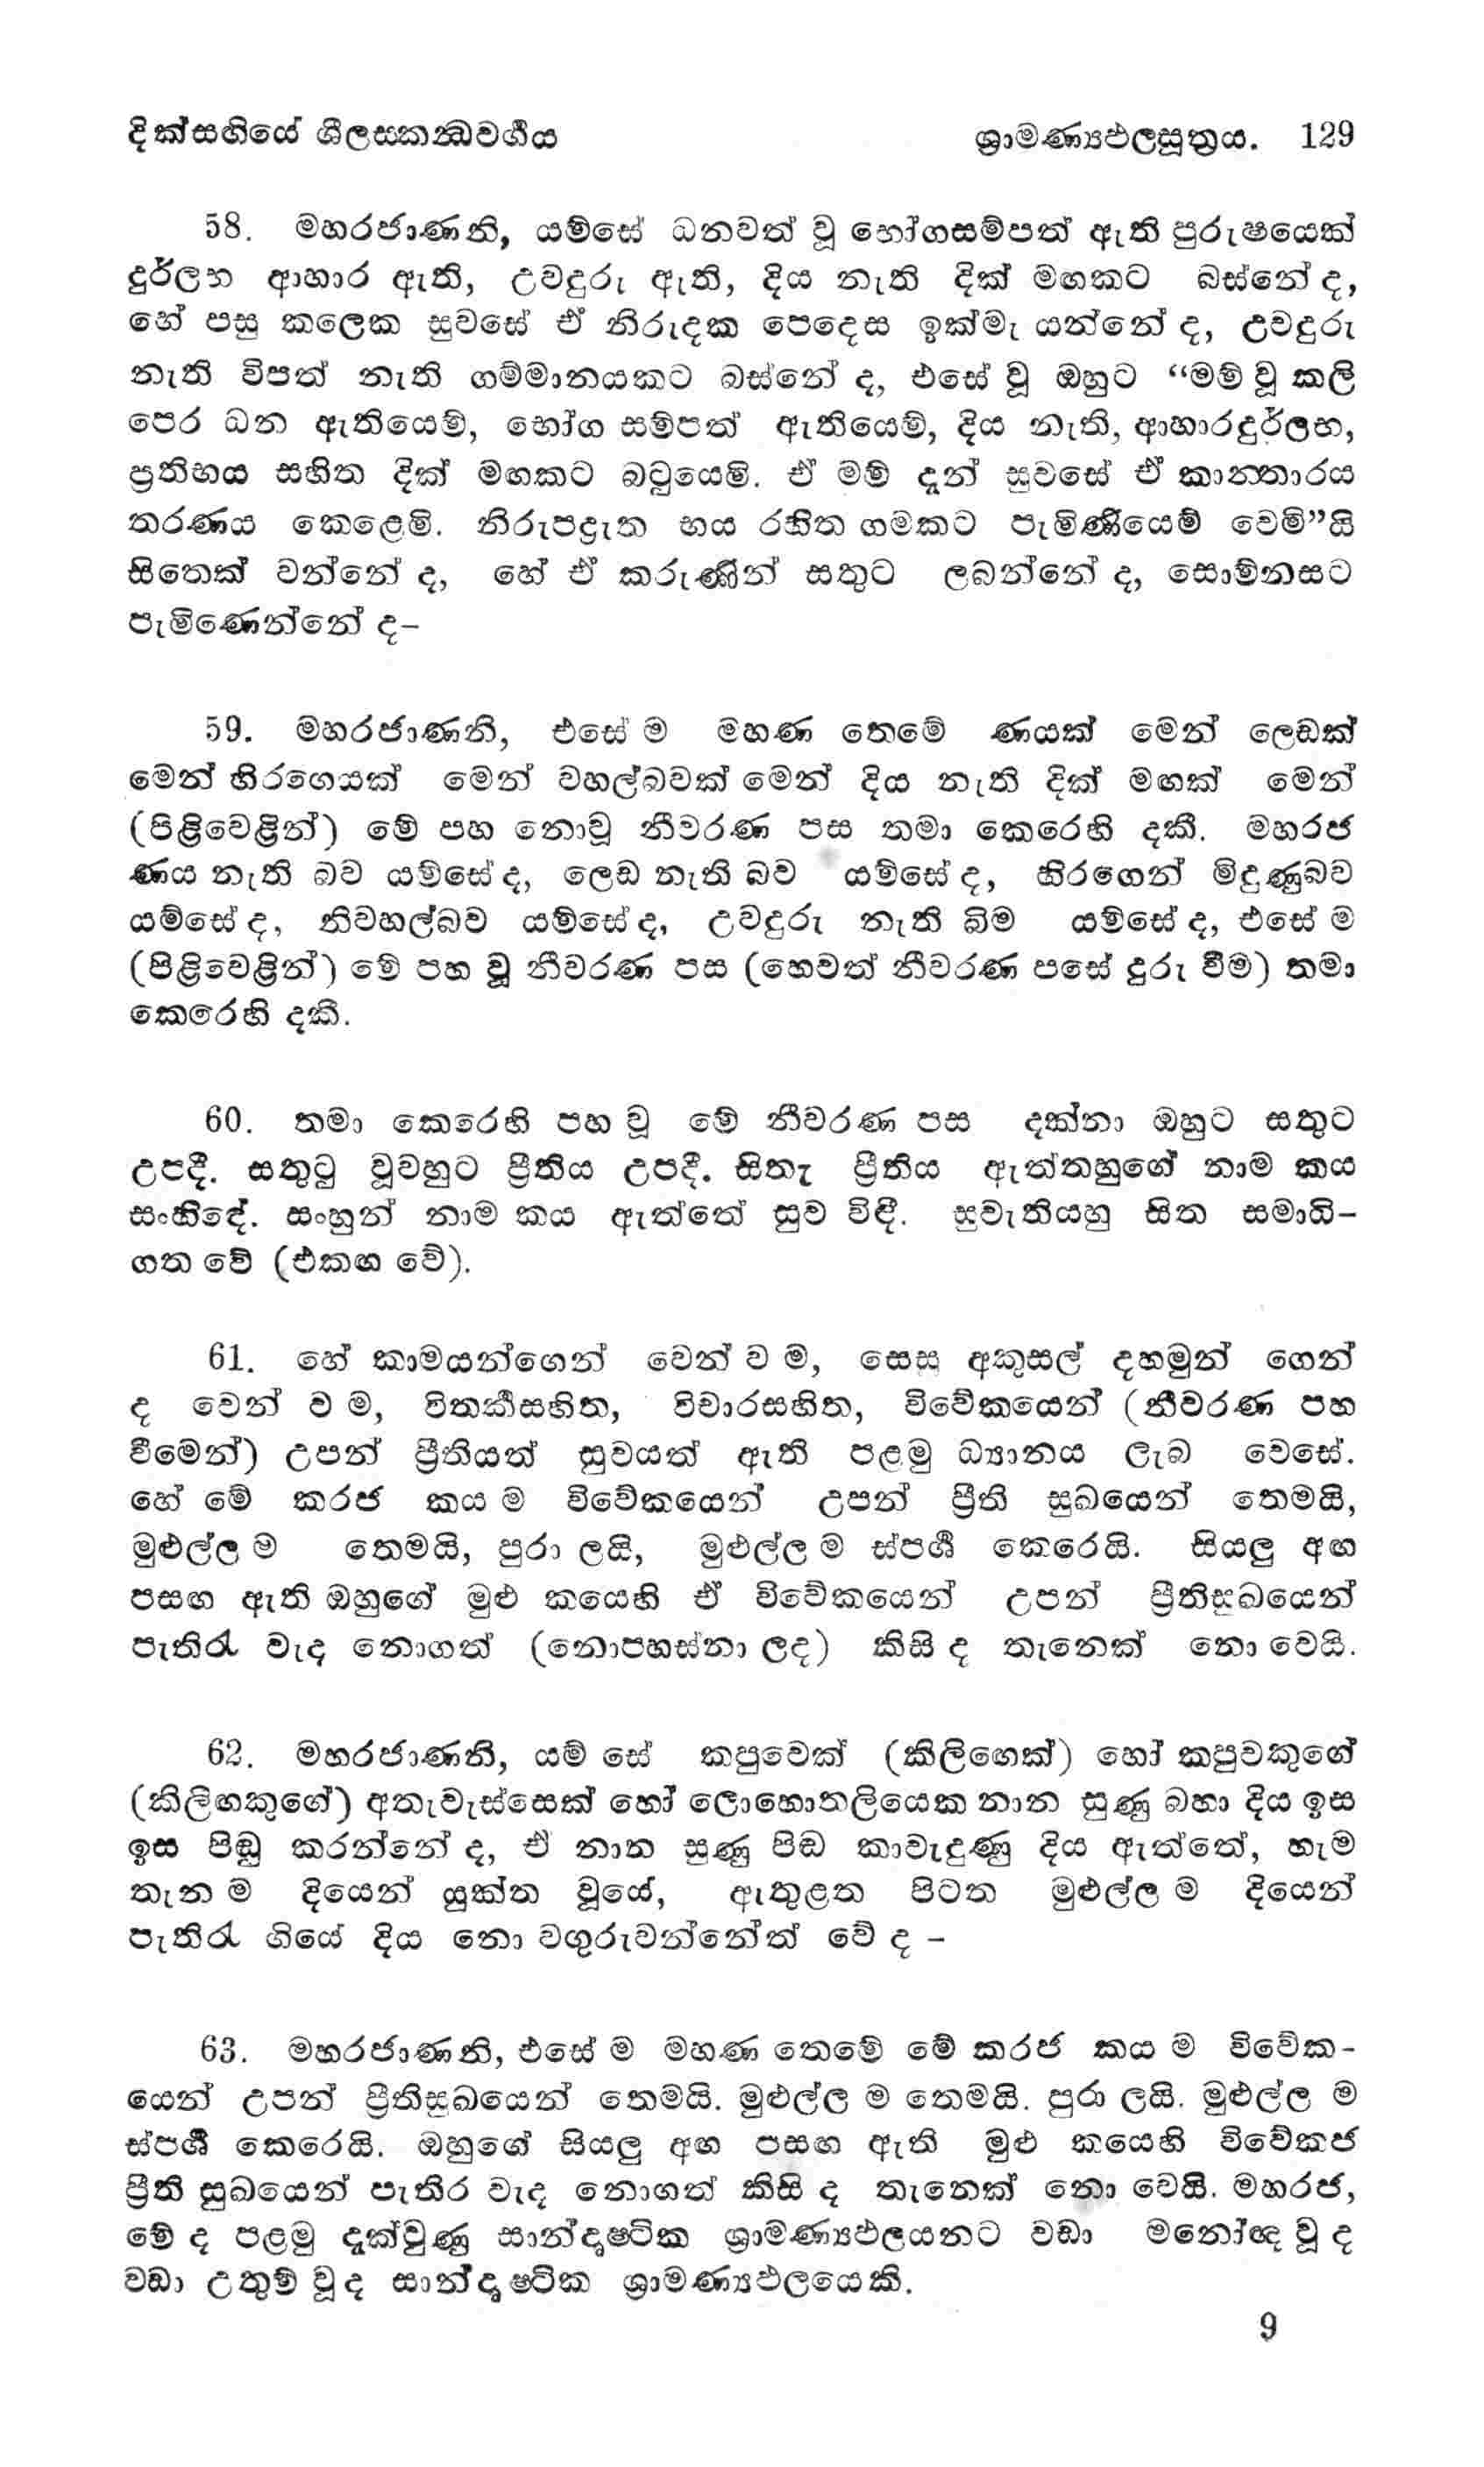 දික්සඟියේ ශීලස්කන්ධවර්ගය ශ්‍රාමණ්‍යඵලසූත්‍රය. 129
58. මහරජාණනි, යම්සේ ධනවත් වූ භෝගසම්පත් ඇති පුරුෂයෙක්
දුර්ලභ ආහාර ඇති, උවදුරු ඇති, දිය නැති දික් මඟකට බස්නේ ද,
හේ පසු කලෙක සුවසේ ඒ නිරුදක පෙදෙස ඉක්මැ යන්නේ ද, උවදුරු
නැති විපත් නැති ගම්මානයකට බස්නේ ද, එසේ වූ ඔහුට “මම් වූ කලි
පෙර ධන ඇතියෙම්, භෝග සම්පත් ඇතියෙම්, දිය නැති, ආහාරදුර්ලභ,
ප්‍රතිභය සහිත දික් මඟකට බටුයෙමි. ඒ මම් දැන් සුවසේ ඒ කාන්තාරය
තරණය කෙළෙමි. නිරුපද්‍රැත භය රහිත ගමකට පැමිණියෙම් වෙම්”යි
සිතෙක් වන්නේ ද, හේ ඒ කරුණින් සතුට ලබන්නේ ද, සොම්නසට
පැමිණෙන්නේ ද–
59. මහරජාණනි, එසේ ම මහණ තෙමේ ණයක් මෙන් ලෙඩක්
මෙන් හිරගෙයක් මෙන් වහල්බවක් මෙන් දිය නැති දික් මඟක් මෙන්
(පිළිවෙළින්) මේ පහ නොවූ නීවරණ පස තමා කෙරෙහි දකී. මහරජ
ණය නැති බව යම්සේ ද, ලෙඩ නැති බව යම්සේ ද, හිරගෙන් මිදුණුබව
යම්සේ ද, නිවහල්බව යම්සේ ද, උවදුරු නැති බිම යම්සේ ද, එසේ ම
(පිළිවෙළින්) මේ පහ වූ නීවරණ පස (හෙවත් නීවරණ පසේ දුරු වීම) තමා
කෙරෙහි දකී.
60. තමා කෙරෙහි පහ වූ මේ නීවරණ පස දක්නා ඔහුට සතුට
උපදී. සතුටු වූවහුට ප්‍රීතිය උපදී. සිතැ ප්‍රීතිය ඇත්තහුගේ නාම කය
සංහිඳේ. සංහුන් නාම කය ඇත්තේ සුව විඳී. සුවැතියහු සිත සමාධි–
ගත වේ (එකඟ වේ).
61. හේ කාමයන්ගෙන් වෙන් ව ම, සෙසු අකුසල් දහමුන් ගෙන්
ද වෙන් ව ම, විතර්කසහිත, විචාරසහිත, විවේකයෙන් (නීවරණ පහ
වීමෙන්) උපන් ප්‍රීතියත් සුවයත් ඇති පළමු ධ්‍යානය ලැබ වෙසේ.
හේ මේ කරජ කය ම විවේකයෙන් උපන් ප්‍රීති සුඛයෙන් තෙමයි,
මුළුල්ල ම තෙමයි, පුරා ලයි, මුළුල්ල ම ස්පර්ශ කෙරෙයි. සියලු අඟ
පසඟ ඇති ඔහුගේ මුළු කයෙහි ඒ විවේකයෙන් උපන් ප්‍රීතිසුඛයෙන්
පැතිරැ වැද නොගත් (නොපහස්නා ලද) කිසි ද තැනෙක් නො වෙයි.
62. මහරජාණනි, යම් සේ කපුවෙක් (කිලිඟෙක්) හෝ කපුවකුගේ
(කිලිඟකුගේ) අතැවැස්සෙක් හෝ ලොහොතලියෙක නාන සුණු බහා දිය ඉස
ඉස පිඬු කරන්නේ ද, ඒ නාන සුණු පිඬ කාවැදුණු දිය ඇත්තේ, හැම
තැන ම දියෙන් යුක්ත වූයේ, ඇතුළත පිටත මුළුල්ල ම දියෙන්
පැතිරැ ගියේ දිය නො වගුරුවන්නේත් වේ ද –
63. මහරජාණනි, එසේ ම මහණ තෙමේ මේ කරජ කය ම විවේක-
යෙන් උපන් ප්‍රීතිසුඛයෙන් තෙමයි. මුළුල්ල ම තෙමයි. පුරා ලයි. මුළුල්ල ම
ස්පර්ශ කෙරෙයි. ඔහුගේ සියලු අඟ පසඟ ඇති මුළු කයෙහි විවේකජ
ප්‍රීති සුඛයෙන් පැතිර වැද නොගත් කිසි ද තැනෙක් නො වෙයි. මහරජ,
මේ ද පළමු දැක්වුණු සාන්දෘෂ්ටික ශ්‍රාමණ්‍යඵලයනට වඩා මනෝඥ වූ ද
වඩා උතුම් වූ ද සාන්දෘෂ්ටික ශ්‍රාමණ්‍යඵලයෙකි.
9